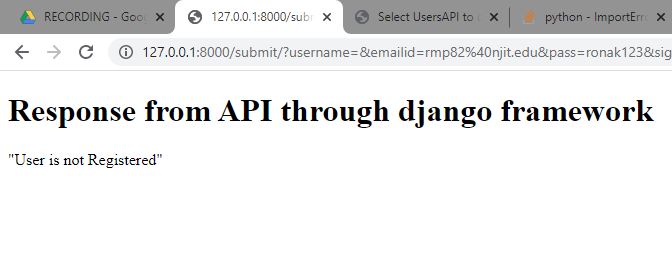 RECORDING - Goo
127.0.0.1:8000/sub
Select UsersAPI to
python - ImportErr
127.0.0.1:8000/submit/?username=&emailid=rmp82%40njit.edu&pass=ronak123&sig
Response from API through django framework
"User is not Registered"